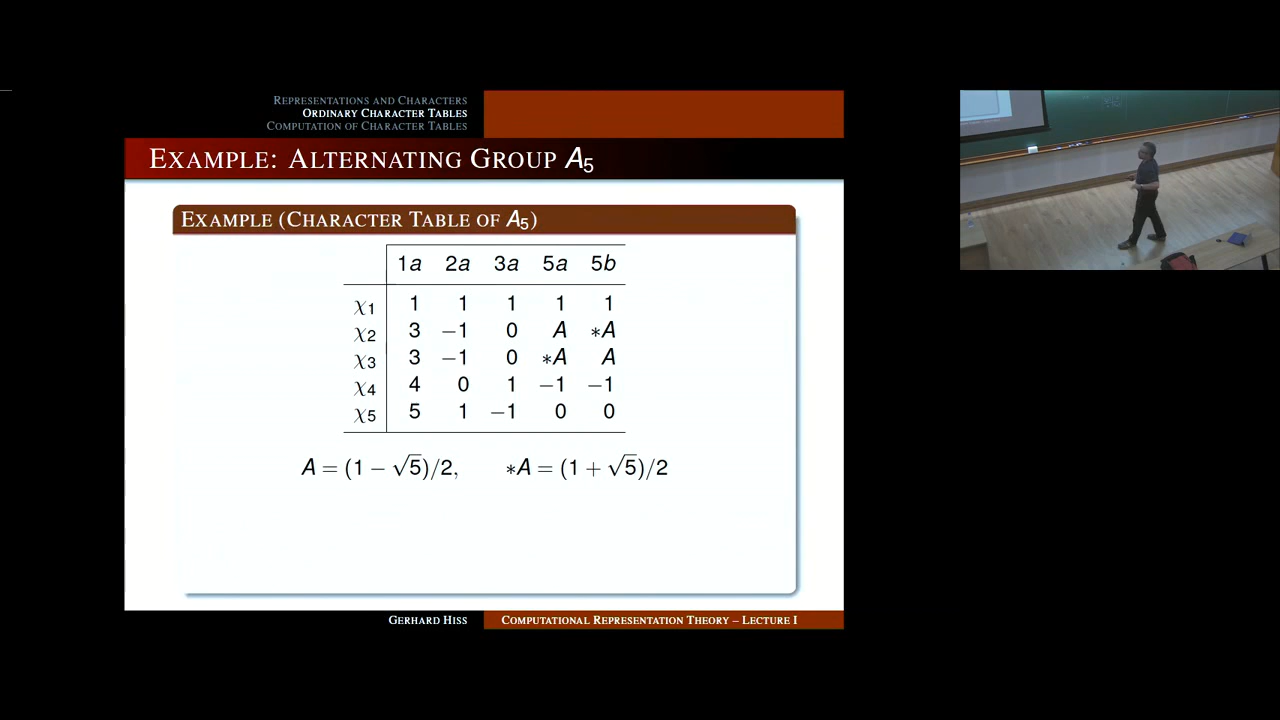 REPRESENTATIONS AND CHARACTERS
ORDINARY CHARACTER TABLES
COMPUTATION OF CHARACTER TABLES
EXAMPLE: ALTERNATING GROUP A₅
EXAMPLE (CHARACTER TABLE OF A₅)
1a 2a 3a 5a 5b
χ₁ 1 1 1 1 1
χ₂ 3 −1 0 A ∗A
χ₃ 3 −1 0 ∗A A
χ₄ 4 0 1 −1 −1
χ₅ 5 1 −1 0 0
A = (1 − √5)/2, ∗A = (1 + √5)/2
GERHARD HISS COMPUTATIONAL REPRESENTATION THEORY – LECTURE I